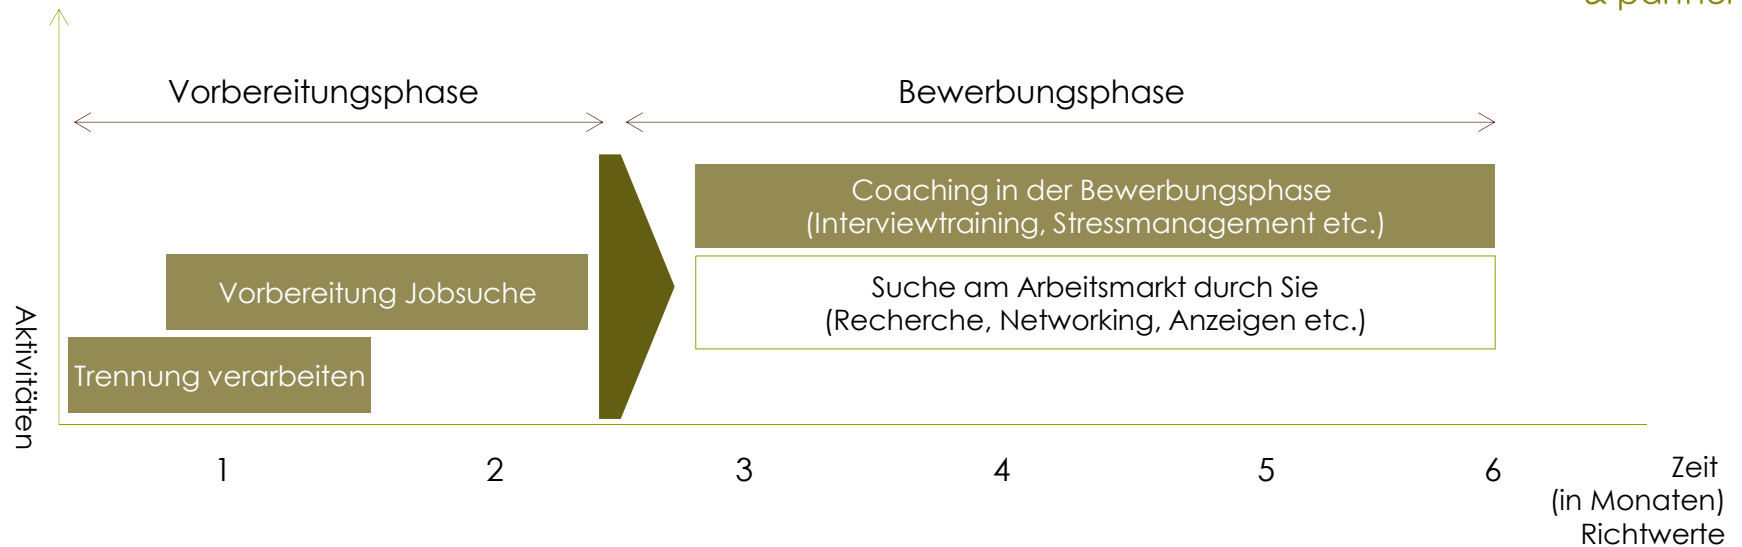 & partner
Vorbereitungsphase
Bewerbungsphase
Coaching in der Bewerbungsphase
(Interviewtraining, Stressmanagement etc.)
Vorbereitung Jobsuche
Suche am Arbeitsmarkt durch Sie
(Recherche, Networking, Anzeigen etc.)
Trennung verarbeiten
Aktivitäten
1
2
3
4
5
6
Zeit
(in Monaten)
Richtwerte